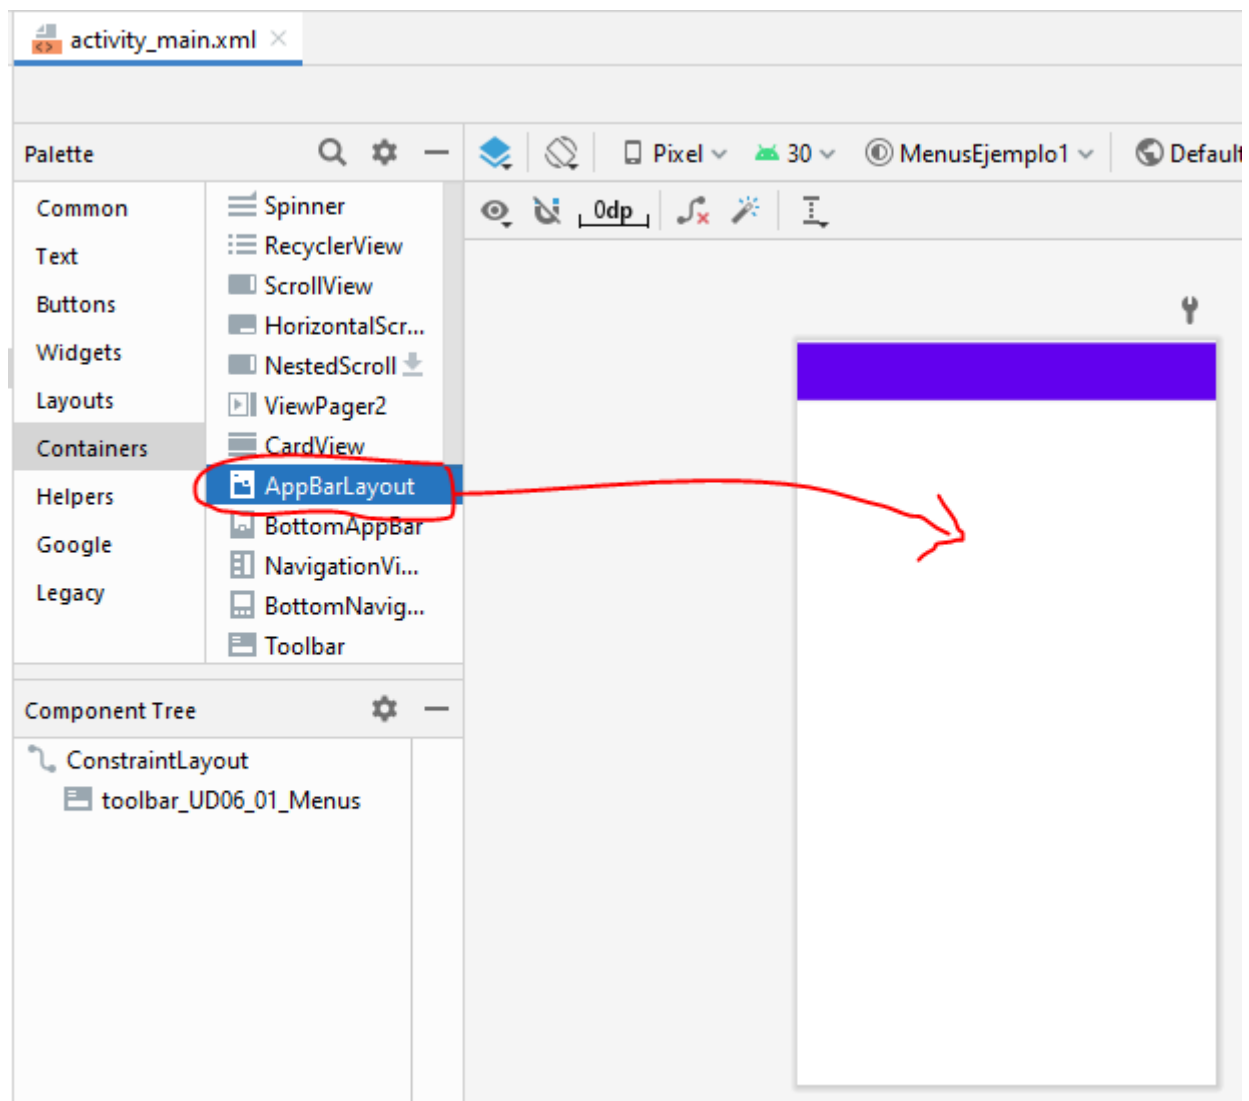 activity_main.xml
Palette
Pixel
30
MenusEjemplo1
Default
Common
Text
Buttons
Widgets
Layouts
Containers
Helpers
Google
Legacy
Spinner
RecyclerView
ScrollView
HorizontalScr...
NestedScroll
ViewPager2
CardView
AppBarLayout
BottomAppBar
NavigationVi...
BottomNavig...
Toolbar
0dp
Component Tree
ConstraintLayout
toolbar_UD06_01_Menus